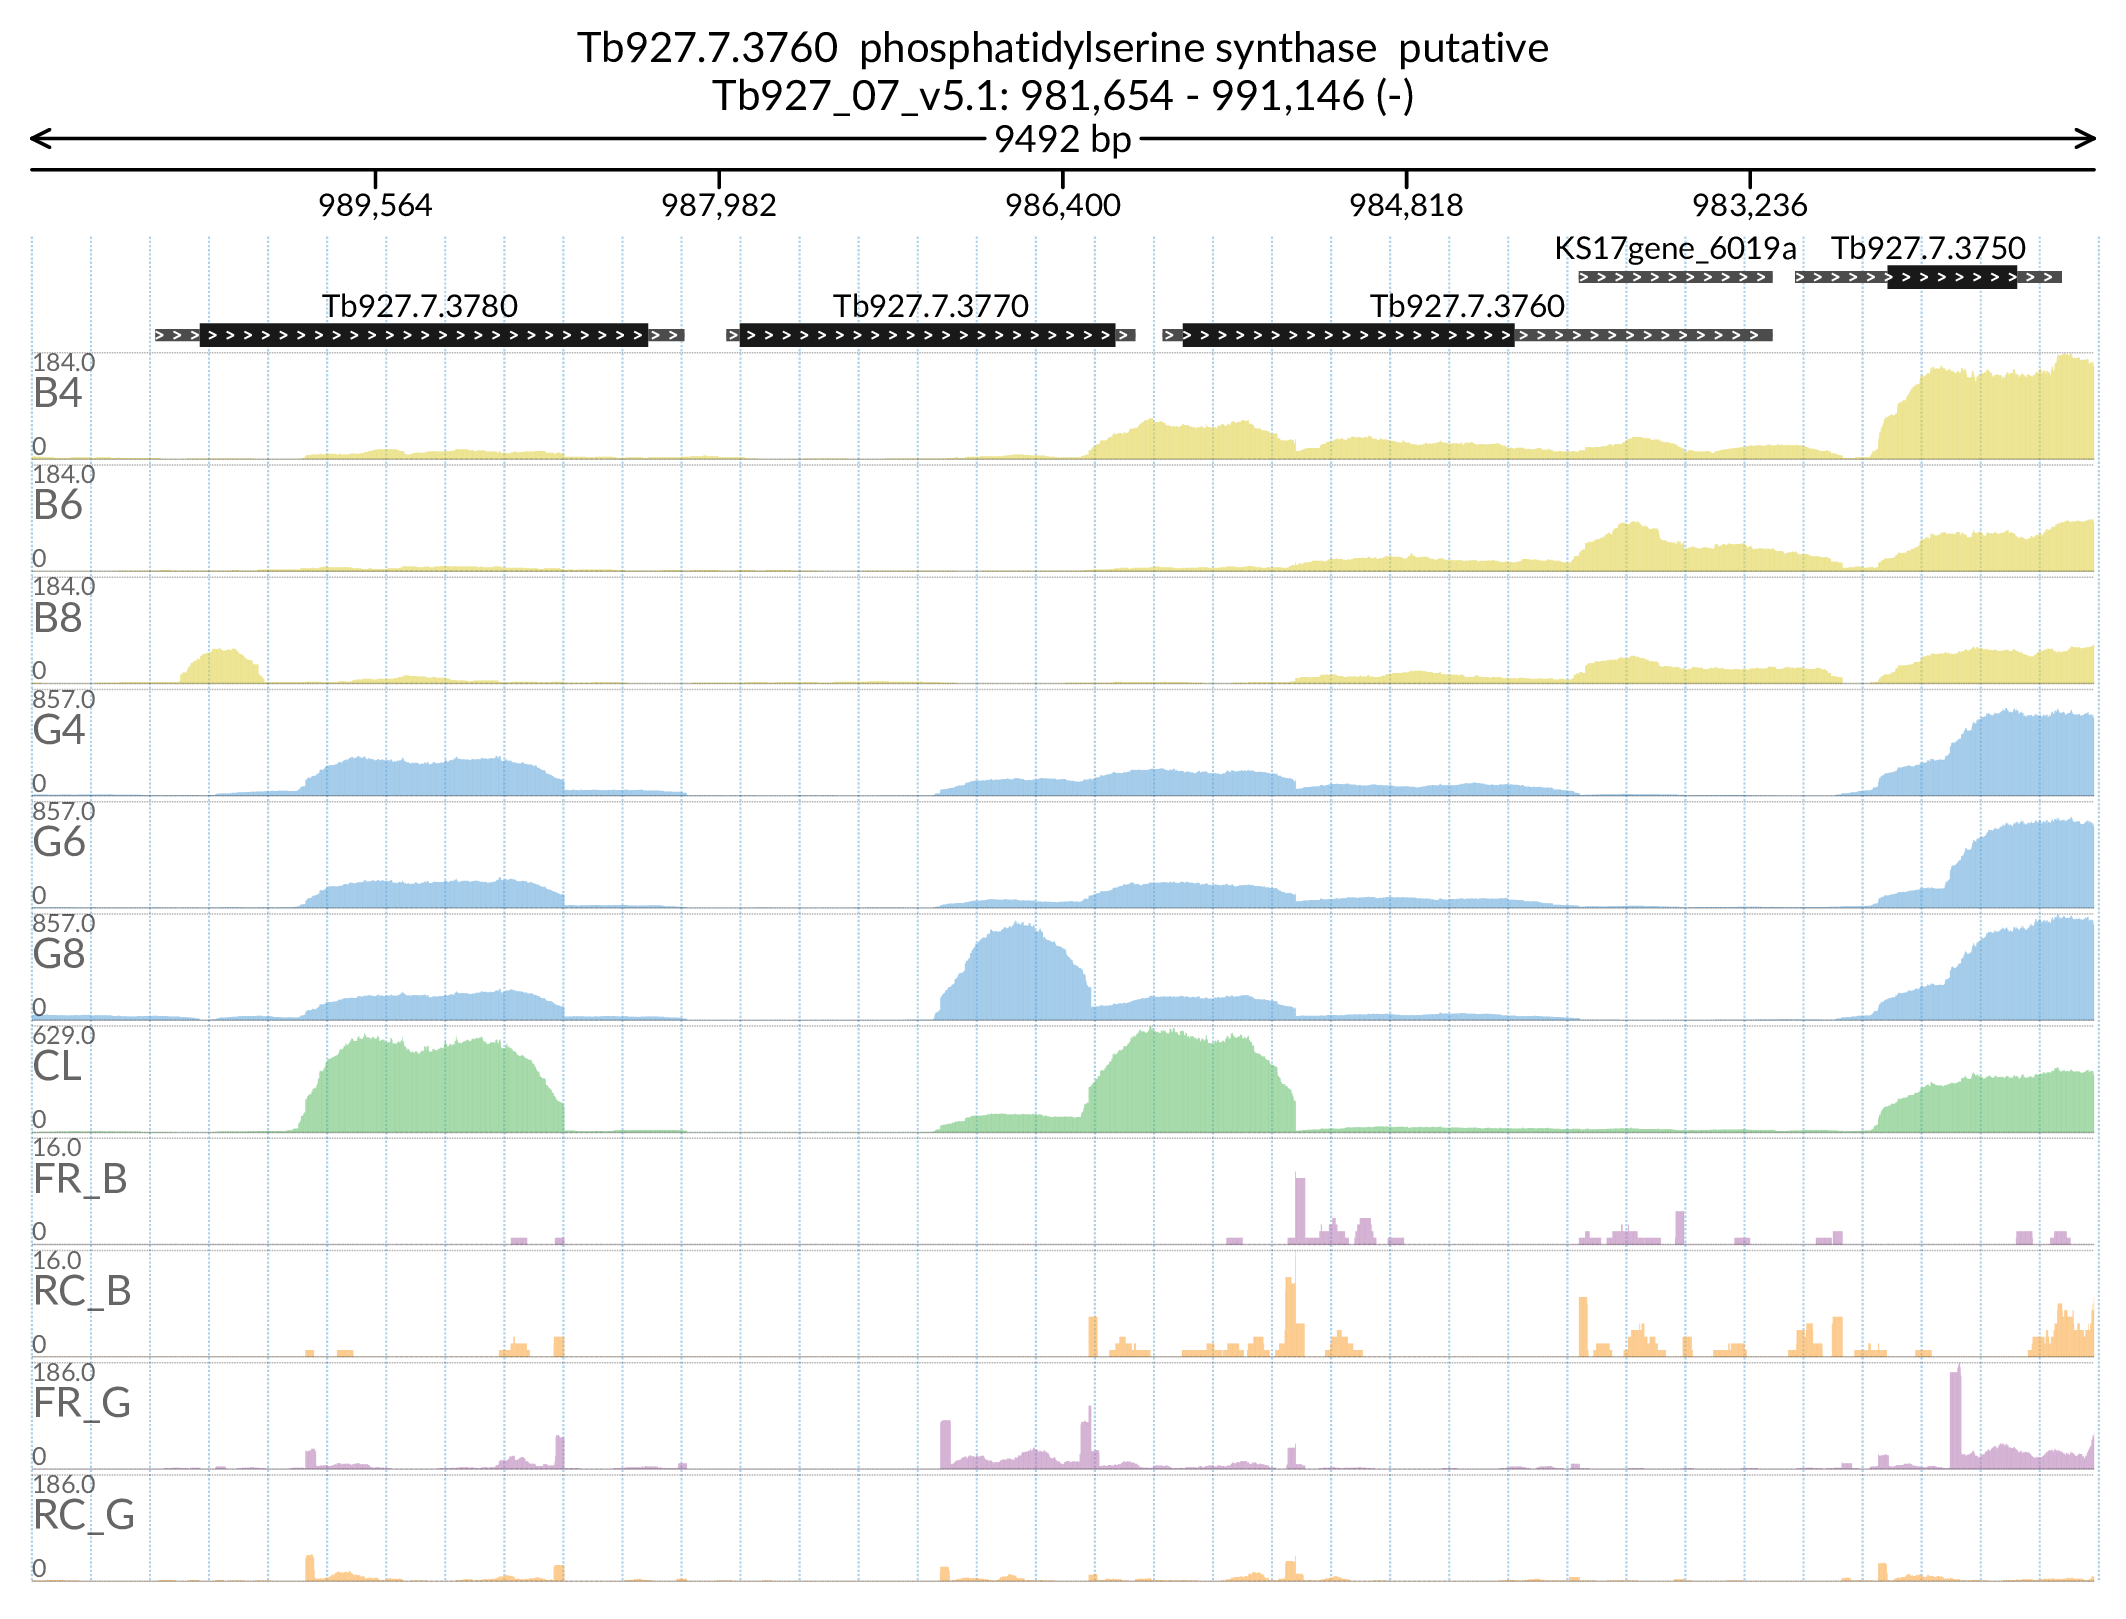 Tb927.7.3760 phosphatidylserine synthase putative
Tb927_07_v5.1: 981,654 - 991,146 (-)
9492 bp
989,564 987,982 986,400 984,818 983,236
KS17gene_6019a Tb927.7.3750
Tb927.7.3780 Tb927.7.3770 Tb927.7.3760
184.0
B4
0
184.0
B6
0
184.0
B8
0
857.0
G4
0
857.0
G6
0
857.0
G8
0
629.0
CL
0
16.0
FR_B
0
16.0
RC_B
0
186.0
FR_G
0
186.0
RC_G
0